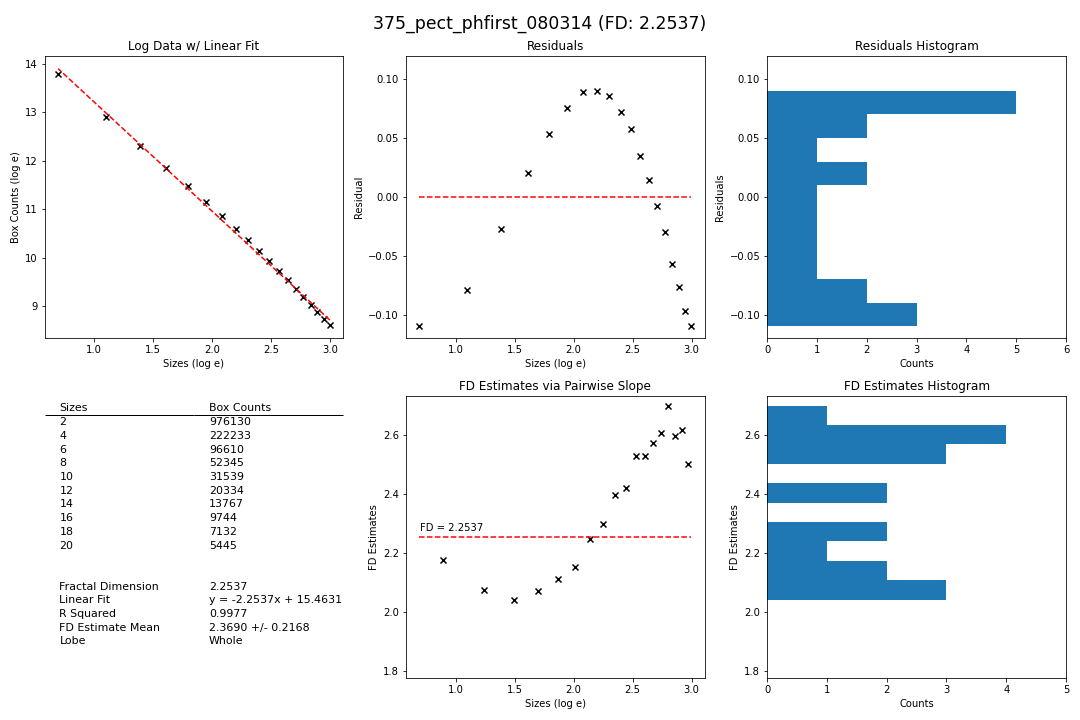 375_pect_phfirst_080314 (FD: 2.2537)
Log Data w/ Linear Fit
14
13
12
11
10
9
Box Counts (log e)
1.0 1.5 2.0 2.5 3.0
Sizes (log e)
Residuals
0.10
0.05
0.00
−0.05
−0.10
Residual
1.0 1.5 2.0 2.5 3.0
Sizes (log e)
Residuals Histogram
0.10
0.05
0.00
−0.05
−0.10
Residuals
0 1 2 3 4 5 6
Counts
Sizes Box Counts
2 976130
4 222233
6 96610
8 52345
10 31539
12 20334
14 13767
16 9744
18 7132
20 5445
Fractal Dimension 2.2537
Linear Fit y = -2.2537x + 15.4631
R Squared 0.9977
FD Estimate Mean 2.3690 +/- 0.2168
Lobe Whole
FD Estimates via Pairwise Slope
2.6
2.4
2.2
2.0
1.8
FD Estimates
FD = 2.2537
1.0 1.5 2.0 2.5 3.0
Sizes (log e)
FD Estimates Histogram
2.6
2.4
2.2
2.0
1.8
FD Estimates
0 1 2 3 4 5
Counts